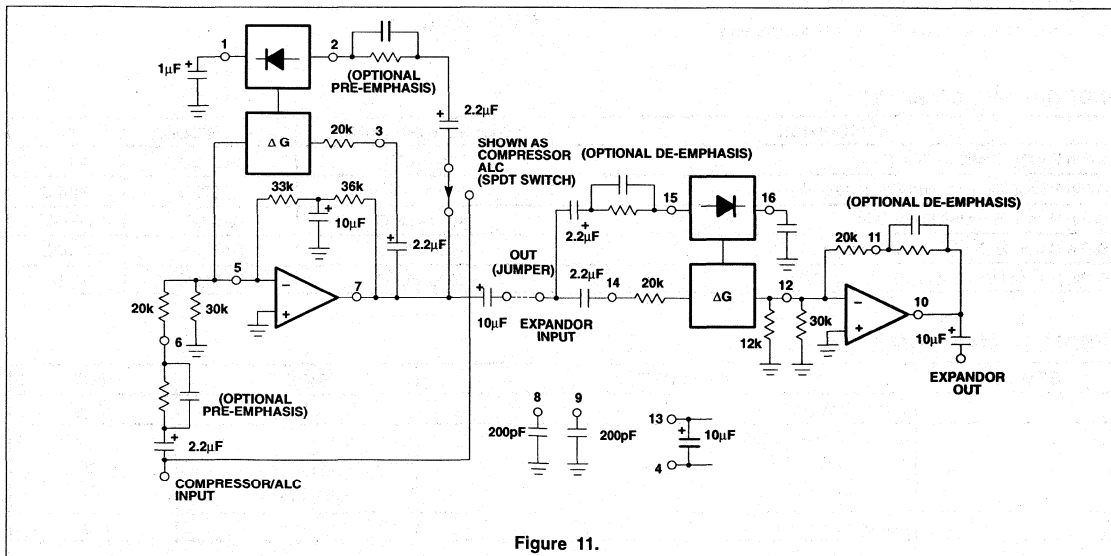 1
2
1µF
+
(OPTIONAL
PRE-EMPHASIS)
2.2µF
+
ΔG
20k
3
SHOWN AS
COMPRESSOR
ALC
(SPDT SWITCH)
33k
36k
+
10µF
+
2.2µF
5
−
+
7
20k
30k
6
(OPTIONAL
PRE-EMPHASIS)
+
2.2µF
COMPRESSOR/ALC
INPUT
OUT
(JUMPER)
+
10µF
EXPANDOR
INPUT
(OPTIONAL DE-EMPHASIS)
15
16
2.2µF
+
2.2µF
14
20k
ΔG
12
12k
30k
(OPTIONAL DE-EMPHASIS)
20k
11
−
+
10
10µF
+
EXPANDOR
OUT
8
9
200pF
200pF
13
+
10µF
4
Figure 11.